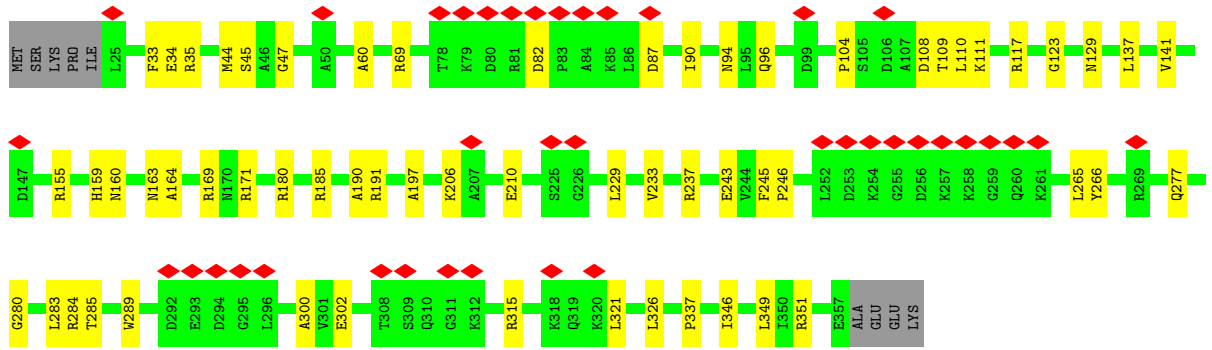 MET SER LYS PRO ILE L25 F33 E34 R35 M44 S45 A46 G47 A50 A60 R69 T78 K79 D80 R81 D82 P83 A84 K85 L86 D87 I90 N94 L95 Q96 D99 P104 S105 D106 A107 D108 T109 L110 K111 R117 G123 N129 L137 V141
D147 R155 H159 N160 N163 A164 R169 N170 R171 R180 R185 A190 R191 A197 K206 A207 E210 S225 G226 L229 V233 R237 E243 V244 F245 P246 L252 D253 K254 G255 D256 K257 K258 G259 Q260 K261 L265 Y266 R269 Q277
G280 L283 R284 T285 W289 D292 E293 D294 G295 L296 A300 V301 E302 T308 S309 Q310 G311 K312 R315 K318 Q319 K320 L321 L326 P337 I346 L349 I350 R351 E357 ALA GLU GLU LYS